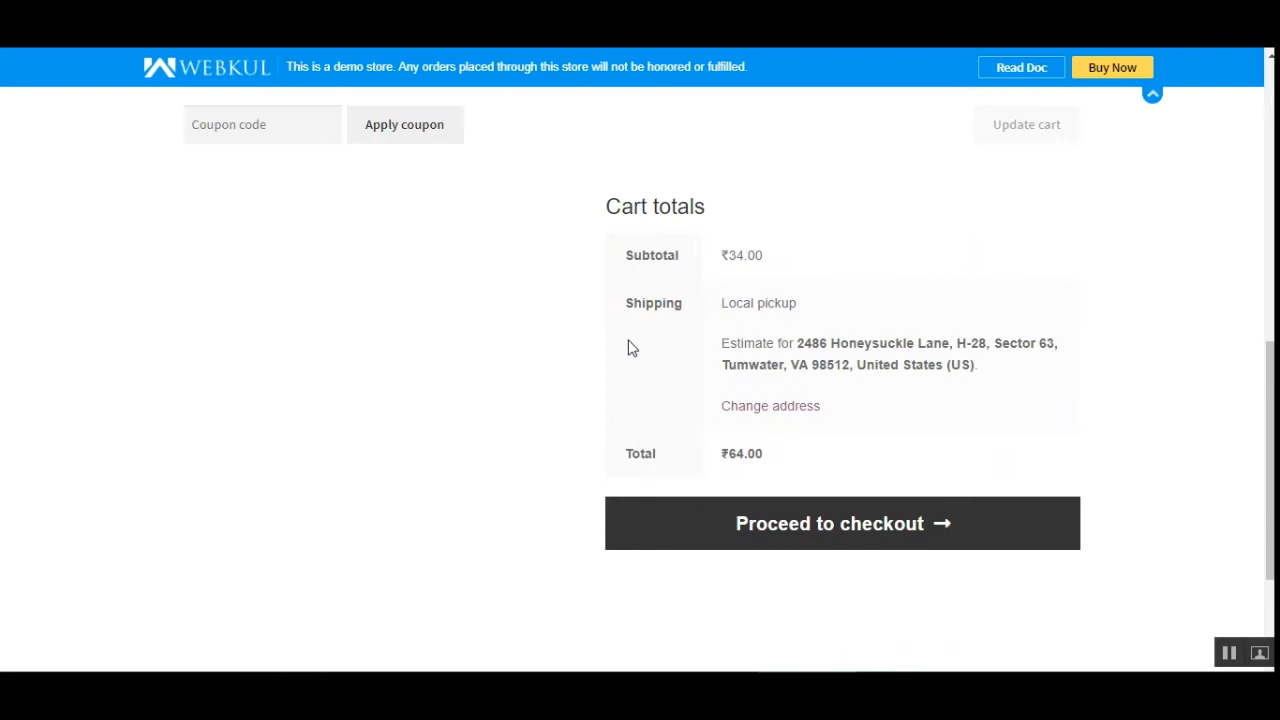 WEBKUL
This is a demo store. Any orders placed through this store will not be honored or fulfilled.
Read Doc
Buy Now
Coupon code
Apply coupon
Update cart
Cart totals
Subtotal ₹34.00
Shipping Local pickup
Estimate for 2486 Honeysuckle Lane, H-28, Sector 63,
Tumwater, VA 98512, United States (US).
Change address
Total ₹64.00
Proceed to checkout →